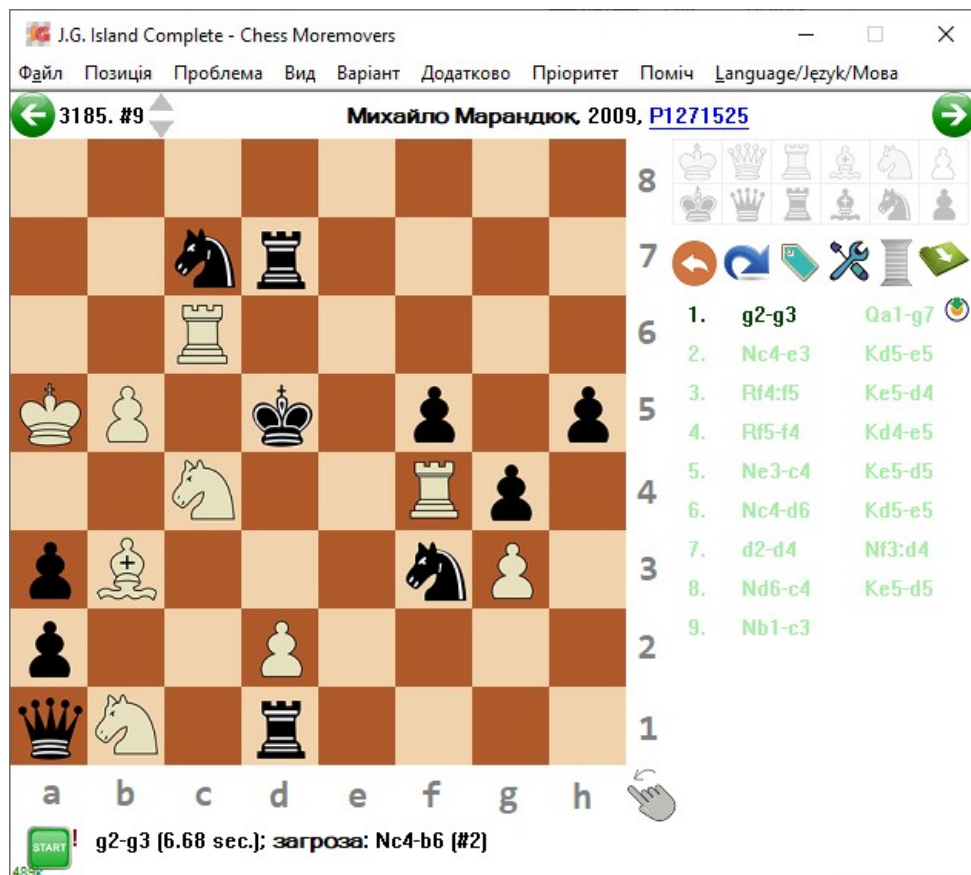 J.G. Island Complete - Chess Moremovers
Файл Позиція Проблема Вид Варіант Додатково Пріоритет Поміч Language/Język/Мова
3185. #9 Михайло Марандюк, 2009, P1271525
8
7
6
5
4
3
2
1
a b c d e f g h
1. g2-g3 Qa1-g7
2. Nc4-e3 Kd5-e5
3. Rf4:f5 Ke5-d4
4. Rf5-f4 Kd4-e5
5. Ne3-c4 Ke5-d5
6. Nc4-d6 Kd5-e5
7. d2-d4 Nf3:d4
8. Nd6-c4 Ke5-d5
9. Nb1-c3
START ! g2-g3 (6.68 sec.); загроза: Nc4-b6 (#2)